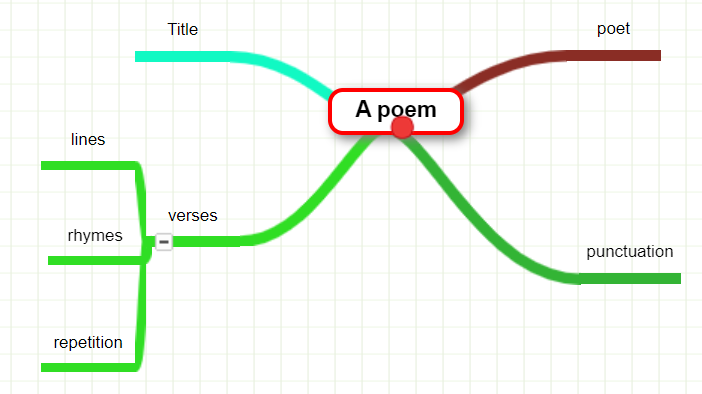 Title
poet
A poem
lines
verses
rhymes
punctuation
repetition